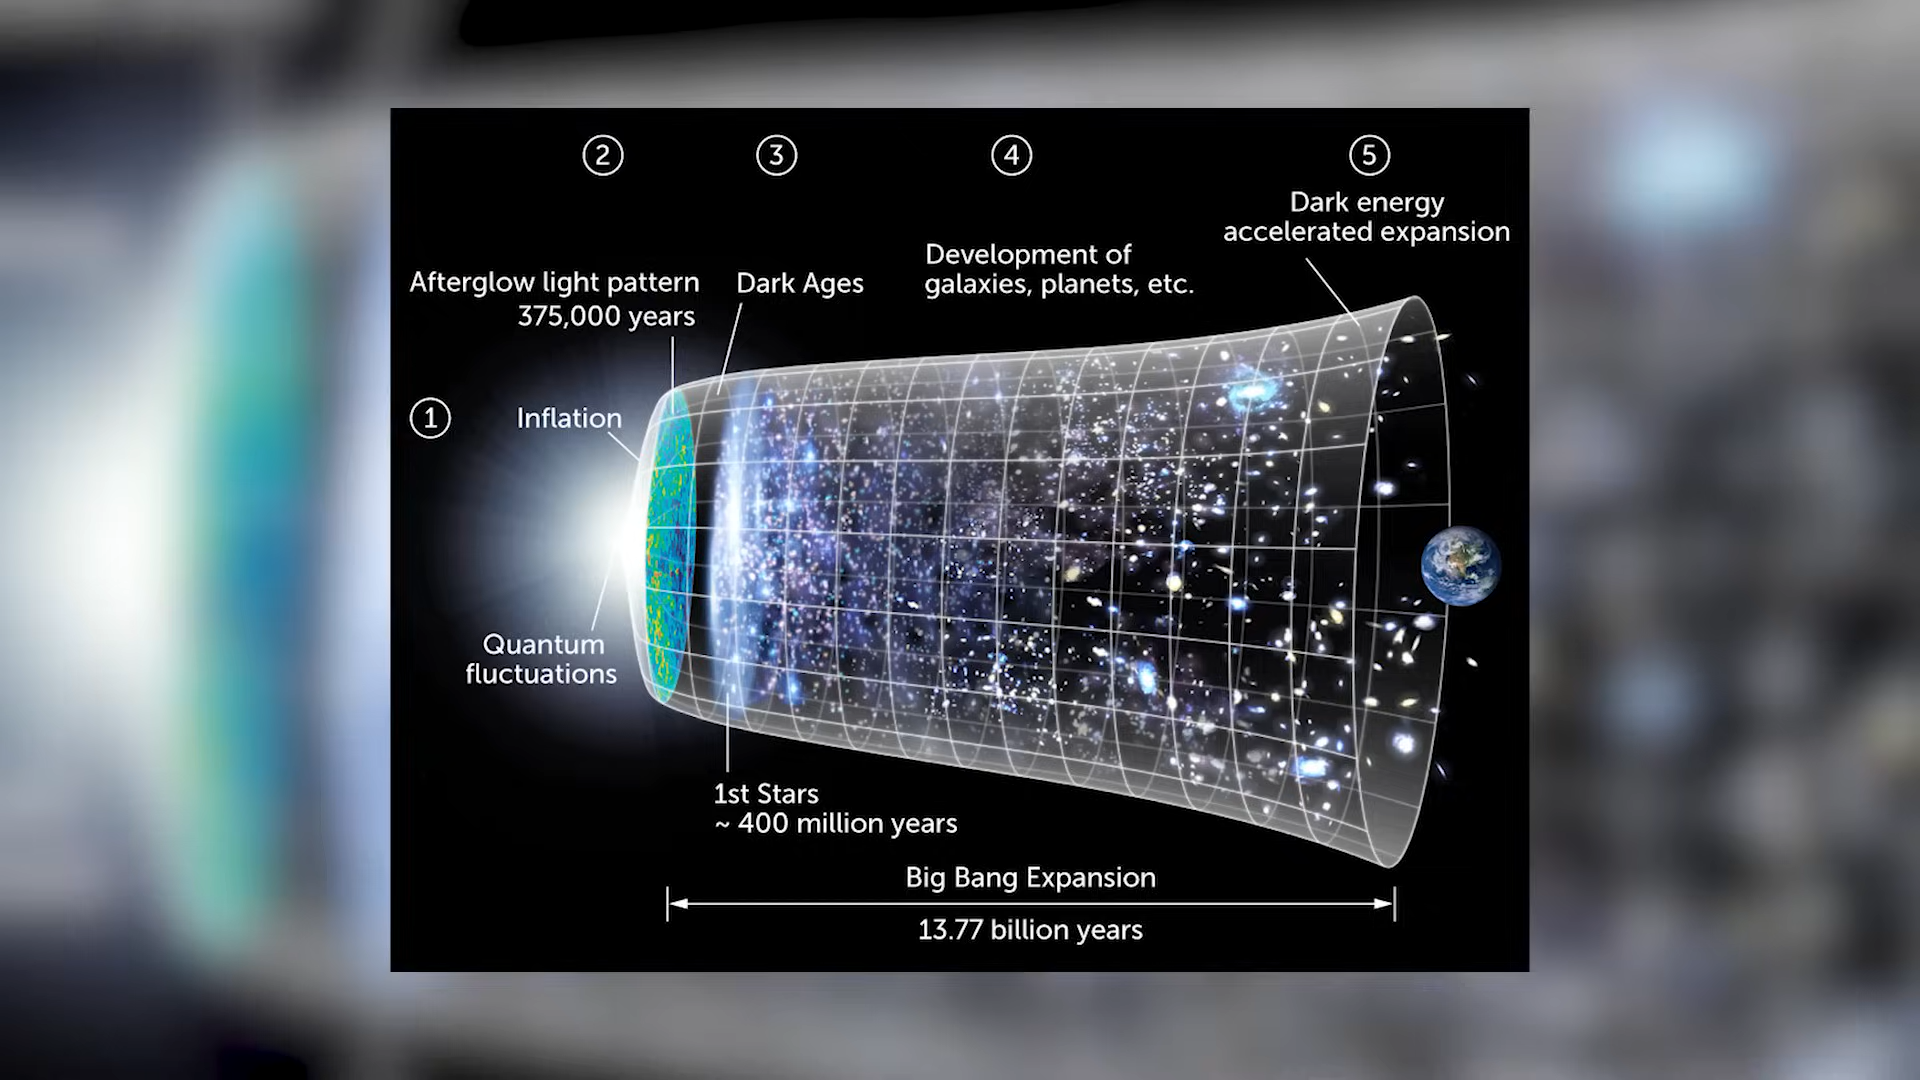 2
3
4
5
Dark energy
accelerated expansion
Development of
galaxies, planets, etc.
Afterglow light pattern
375,000 years
Dark Ages
1
Inflation
Quantum
fluctuations
1st Stars
~ 400 million years
Big Bang Expansion
13.77 billion years